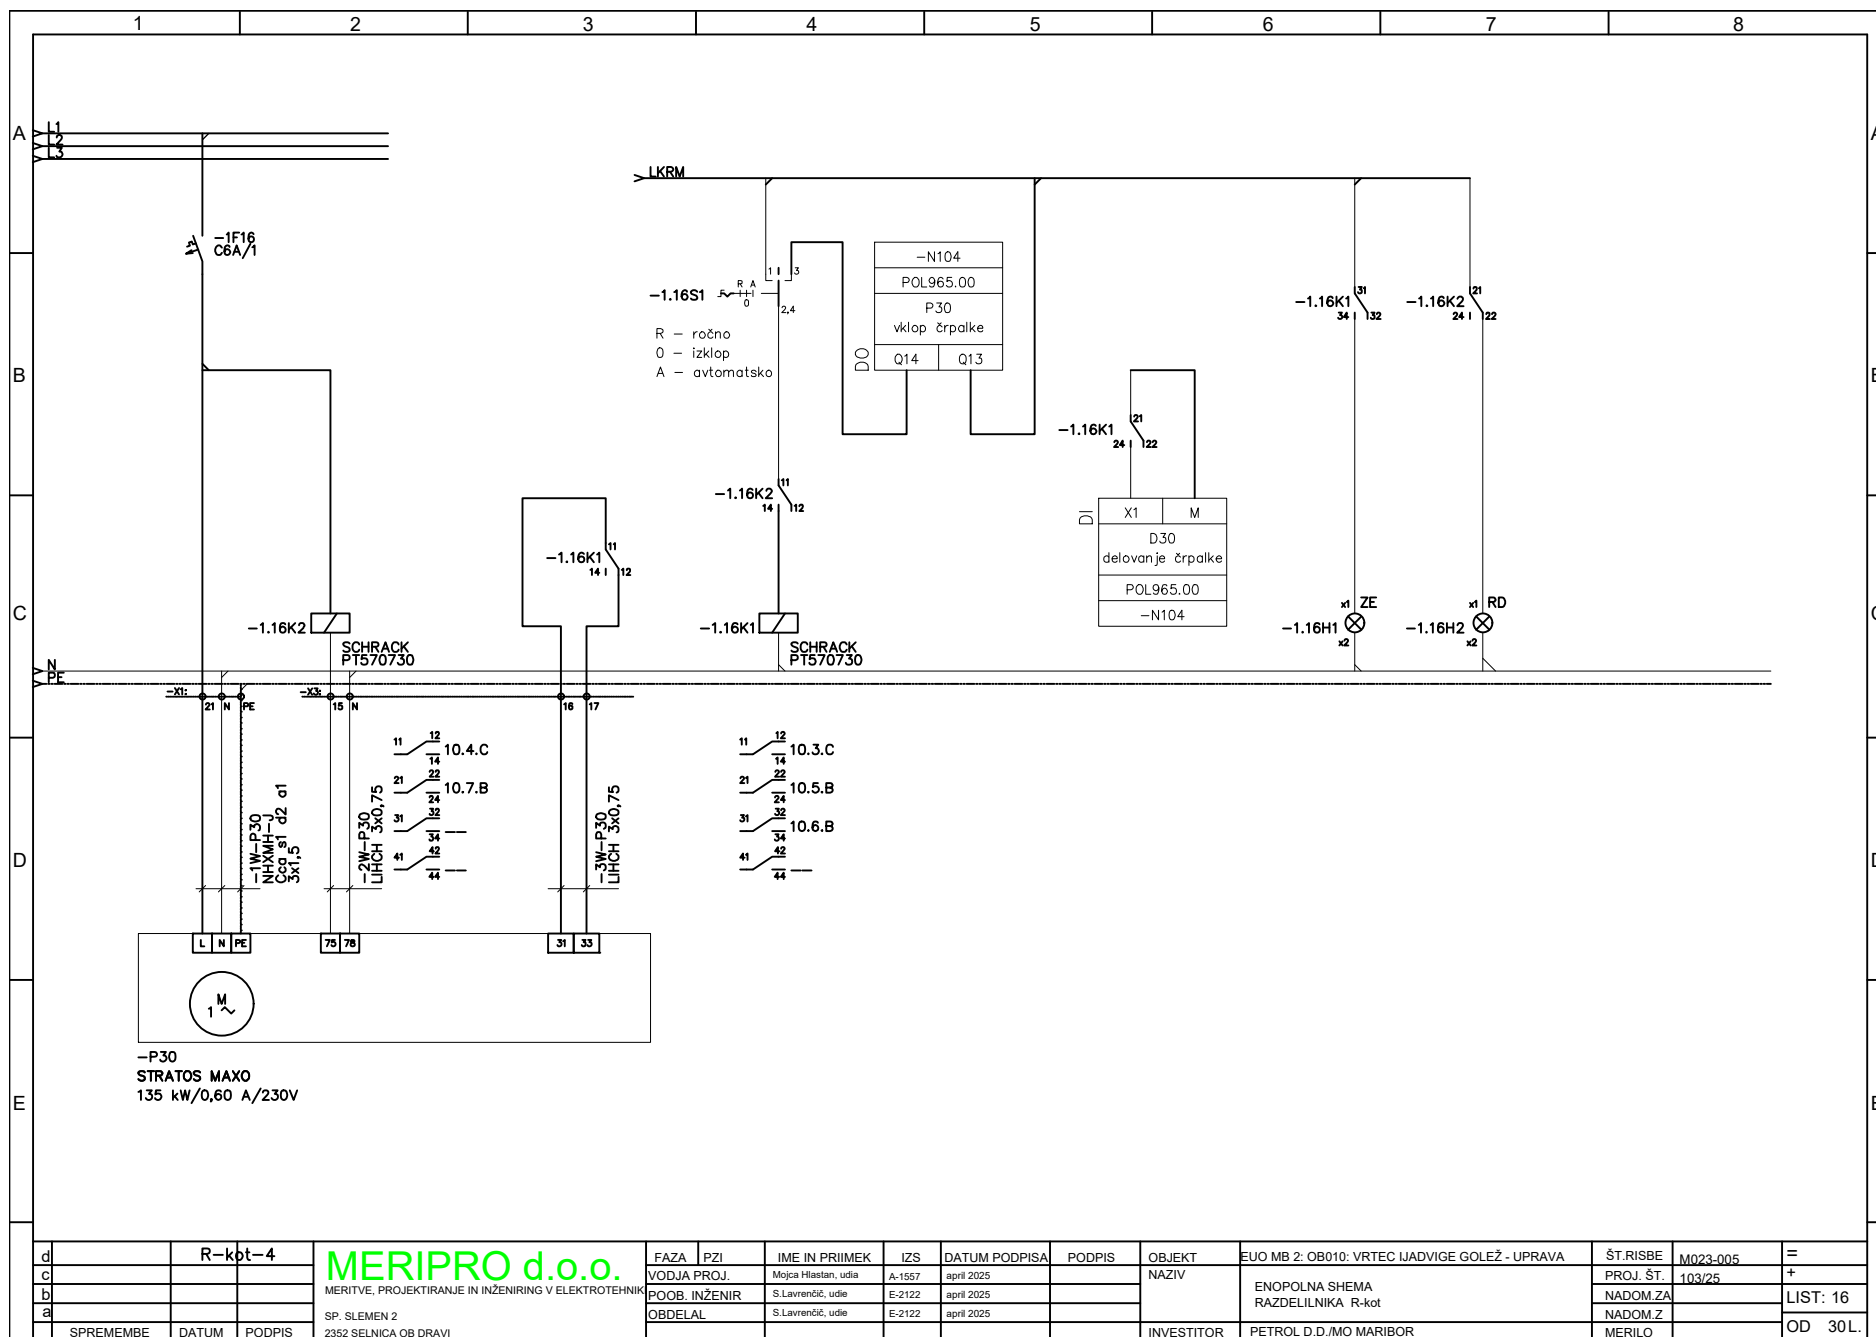 1 2 3 4 5 6 7 8
A
L1
L2
L3
LKRM
-1F16
C6A/1
-1.16S1
R A
0
1 3
2,4
R - ročno
0 - izklop
A - avtomatsko
-N104
POL965.00
P30
vklop črpalke
DO
Q14 Q13
-1.16K1
31
34 32
-1.16K2
21
24 22
B
-1.16K1
21
24 22
-1.16K2
11
14 12
-1.16K1
11
14 12
DI
X1 M
D30
delovanje črpalke
POL965.00
-N104
C
-1.16K2
SCHRACK
PT570730
-1.16K1
SCHRACK
PT570730
x1 ZE
-1.16H1
x2
x1 RD
-1.16H2
x2
N
PE
-X1:
21 N PE
-X3:
15 N
16 17
11 12
14
10.4.C
21 22
24
10.7.B
31 32
34
41 42
44
11 12
14
10.3.C
21 22
24
10.5.B
31 32
34
10.6.B
41 42
44
D
-1W-P30
NHXMH-J
Cca s1 d2 a1
3x1,5
-2W-P30
LIHCH 3x0,75
-3W-P30
LIHCH 3x0,75
L N PE
75 78
31 33
M
1
-P30
STRATOS MAXO
135 kW/0,60 A/230V
E
d
c
b
a
R-kot-4
SPREMEMBE DATUM PODPIS
MERIPRO d.o.o.
MERITVE, PROJEKTIRANJE IN INŽENIRING V ELEKTROTEHNIK
SP. SLEMEN 2
2352 SELNICA OB DRAVI
FAZA PZI IME IN PRIIMEK IZS DATUM PODPISA PODPIS
VODJA PROJ. Mojca Hlastan, udia A-1557 april 2025
POOB. INŽENIR S.Lavrenčič, udie E-2122 april 2025
OBDELAL S.Lavrenčič, udie E-2122 april 2025
OBJEKT EUO MB 2: OB010: VRTEC IJADVIGE GOLEŽ - UPRAVA
NAZIV
ENOPOLNA SHEMA
RAZDELILNIKA R-kot
INVESTITOR PETROL D.D./MO MARIBOR
ŠT.RISBE M023-005
PROJ. ŠT. 103/25
NADOM.ZA
NADOM.Z
MERILO
=
+
LIST: 16
OD 30L.